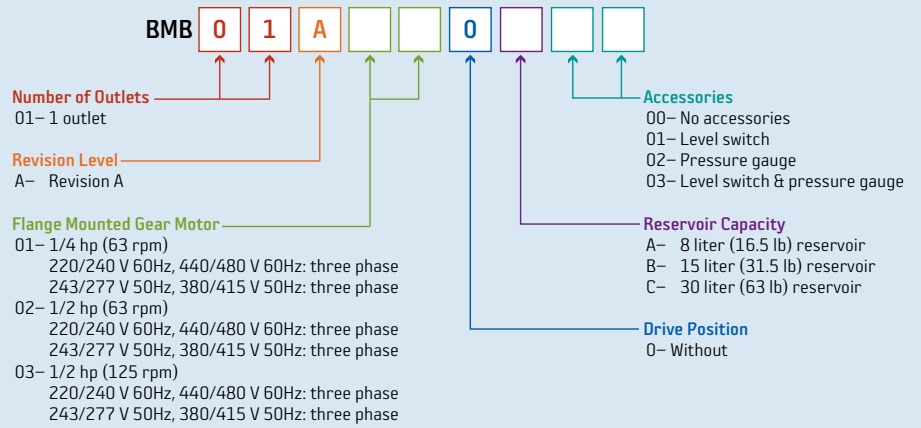 BMB 0 1 A 0
Number of Outlets
01– 1 outlet
Revision Level
A– Revision A
Flange Mounted Gear Motor
01– 1/4 hp (63 rpm)
220/240 V 60Hz, 440/480 V 60Hz: three phase
243/277 V 50Hz, 380/415 V 50Hz: three phase
02– 1/2 hp (63 rpm)
220/240 V 60Hz, 440/480 V 60Hz: three phase
243/277 V 50Hz, 380/415 V 50Hz: three phase
03– 1/2 hp (125 rpm)
220/240 V 60Hz, 440/480 V 60Hz: three phase
243/277 V 50Hz, 380/415 V 50Hz: three phase
Accessories
00– No accessories
01– Level switch
02– Pressure gauge
03– Level switch & pressure gauge
Reservoir Capacity
A– 8 liter (16.5 lb) reservoir
B– 15 liter (31.5 lb) reservoir
C– 30 liter (63 lb) reservoir
Drive Position
0– Without